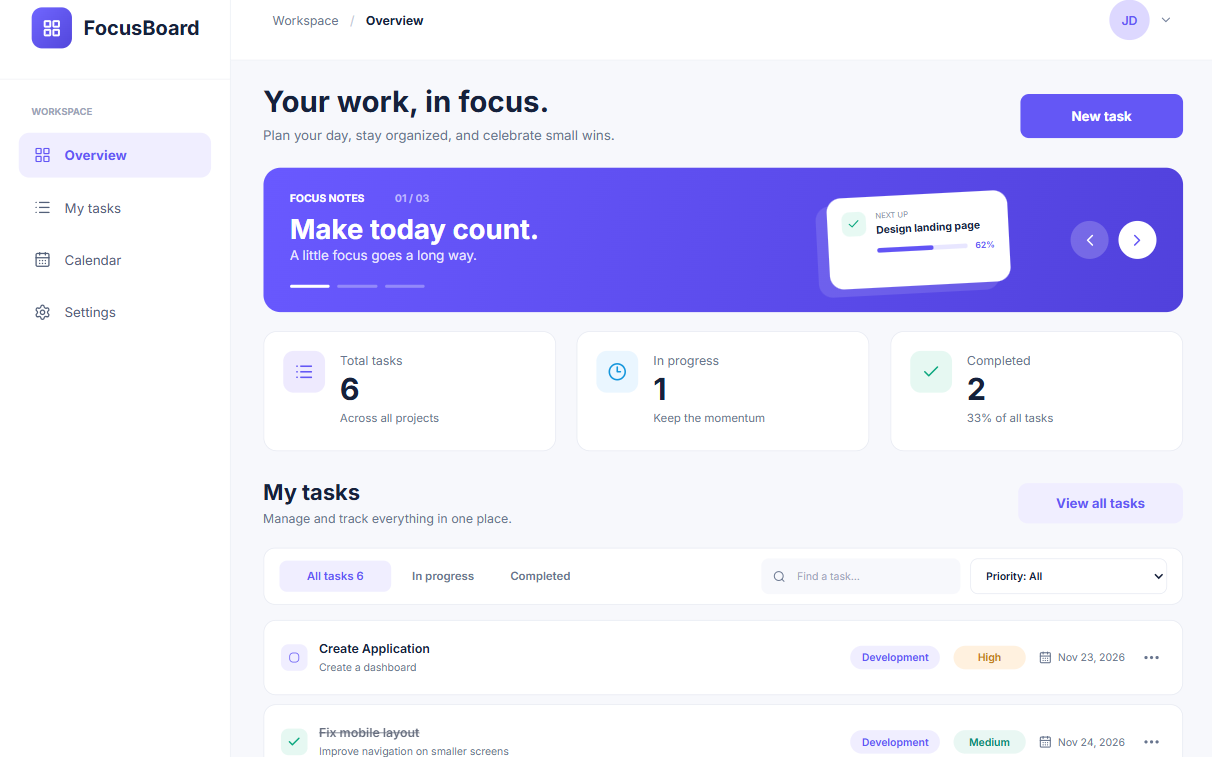 FocusBoard
Workspace / Overview
JD
WORKSPACE
Overview
My tasks
Calendar
Settings
Your work, in focus.
Plan your day, stay organized, and celebrate small wins.
New task
FOCUS NOTES 01 / 03
Make today count.
A little focus goes a long way.
NEXT UP
Design landing page
62%
Total tasks
6
Across all projects
In progress
1
Keep the momentum
Completed
2
33% of all tasks
My tasks
Manage and track everything in one place.
View all tasks
All tasks 6 In progress Completed
Find a task...
Priority: All
Create Application
Create a dashboard
Development High Nov 23, 2026
Fix mobile layout
Improve navigation on smaller screens
Development Medium Nov 24, 2026